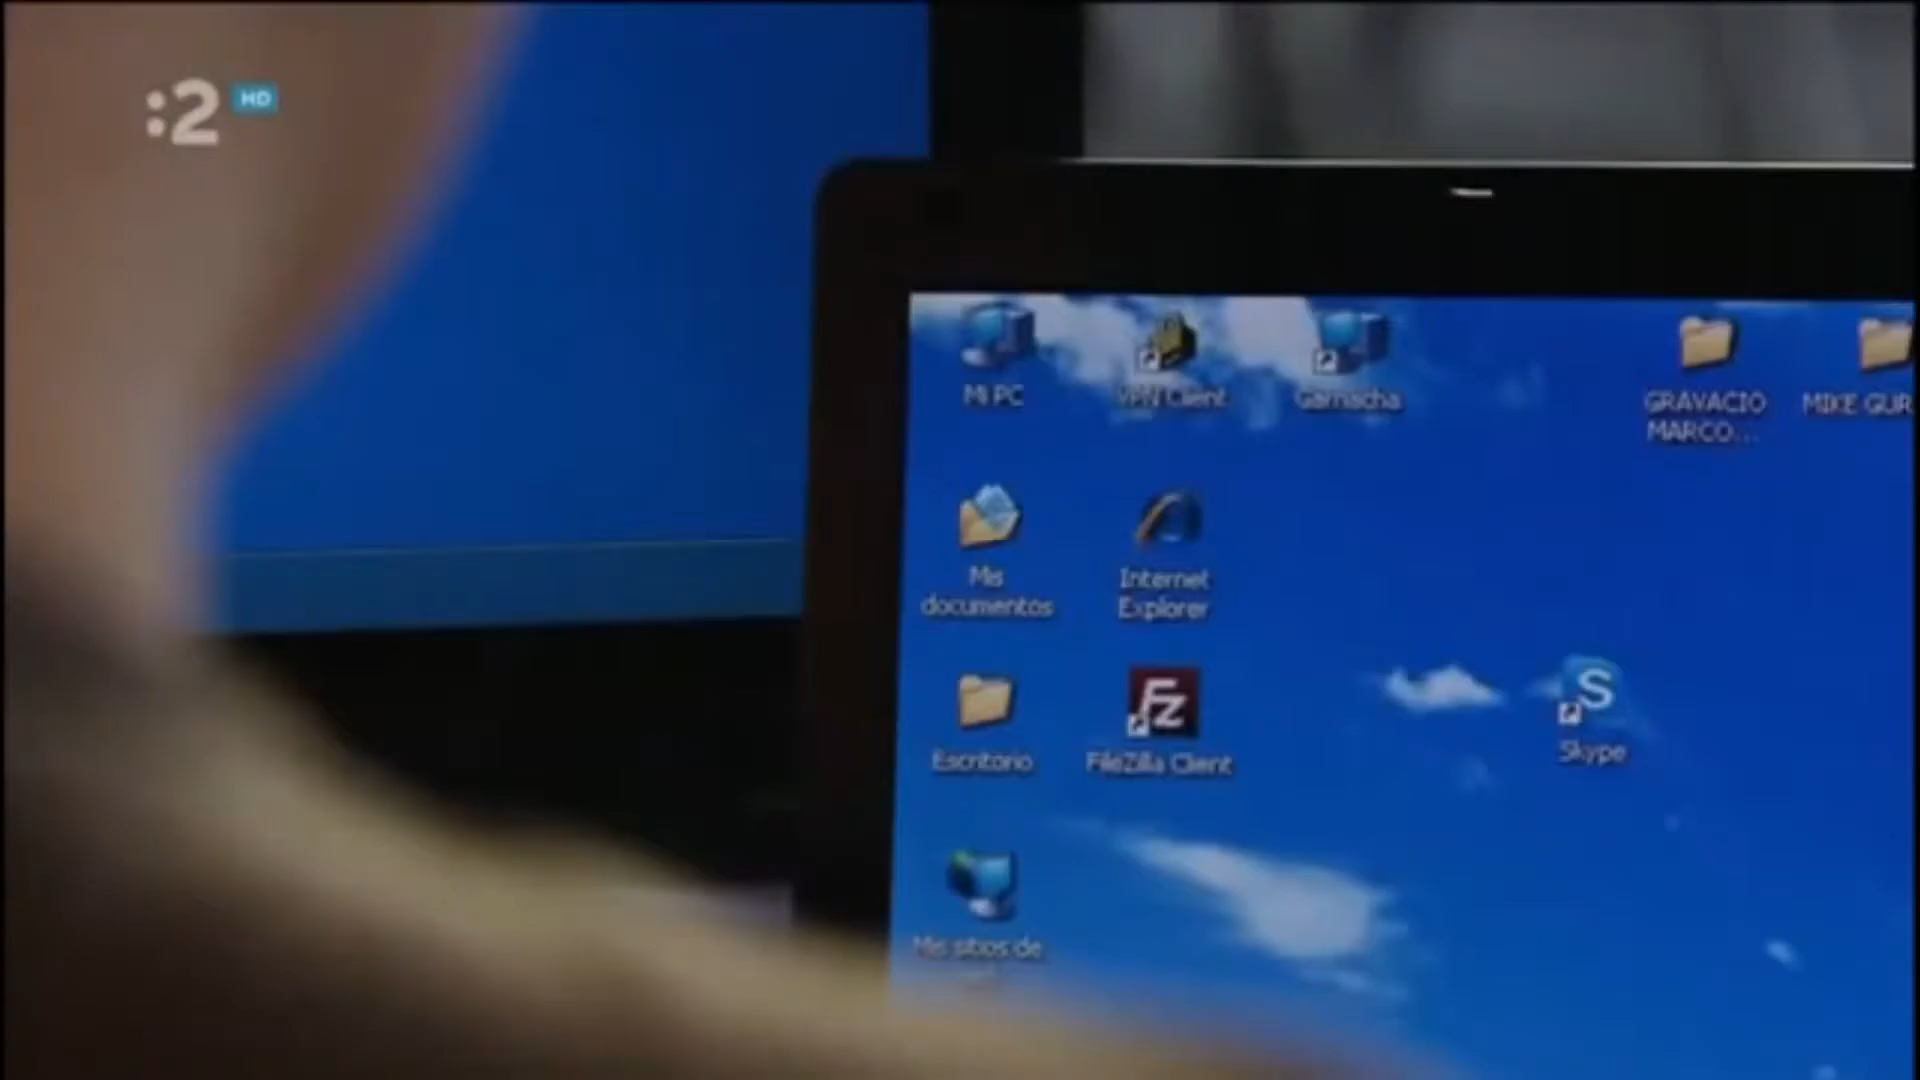 :2 HD
Mi PC
VPN Client
Garnacha
GRAVACIO
MARCO...
MIKE GUR
Mis
documentos
Internet
Explorer
Escritorio
FZ
FileZilla Client
S
Skype
Mis sitios de